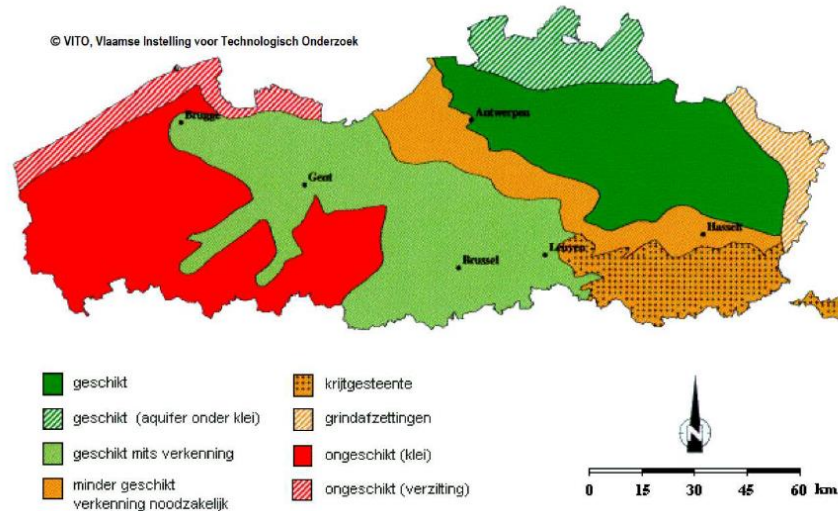 © VITO, Vlaamse Instelling voor Technologisch Onderzoek
Brugge
Antwerpen
Gent
Hasselt
Leuven
Brussel
geschikt
geschikt (aquifer onder klei)
geschikt mits verkenning
minder geschikt
verkenning noodzakelijk
krijtgesteente
grindafzettingen
ongeschikt (klei)
ongeschikt (verzilting)
N
0 15 30 45 60 km